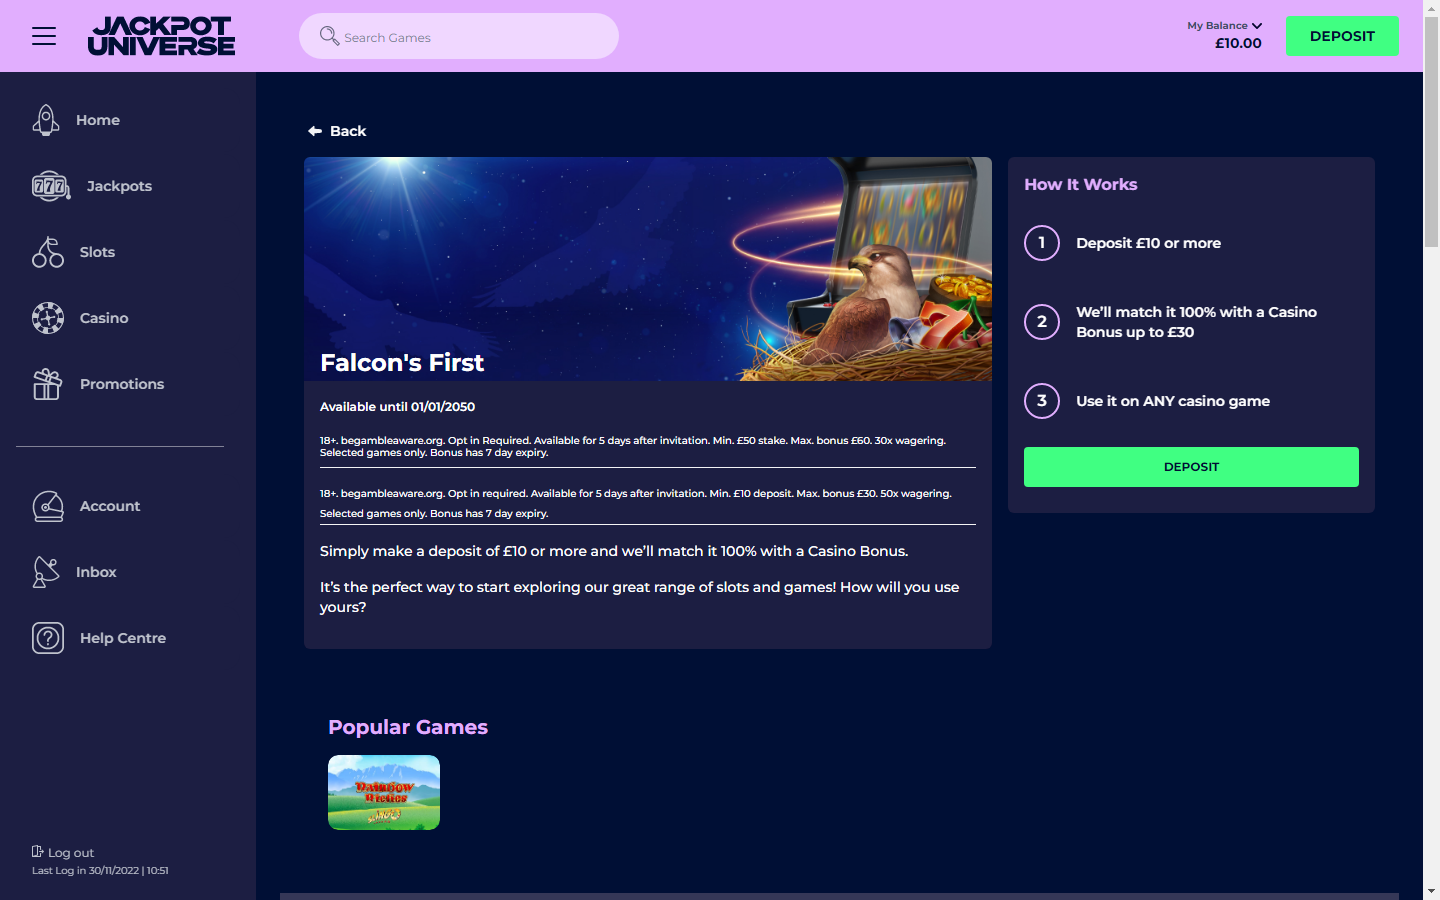 JACKPOT
UNIVERSE
Search Games
My Balance
£10.00
DEPOSIT
Home
777
Jackpots
Slots
Casino
Promotions
Account
Inbox
Help Centre
Log out
Last Log in 30/11/2022 | 10:51
Back
Falcon's First
Available until 01/01/2050
18+. begambleaware.org. Opt in Required. Available for 5 days after invitation. Min. £50 stake. Max. bonus £60. 30x wagering.
Selected games only. Bonus has 7 day expiry.
18+. begambleaware.org. Opt in required. Available for 5 days after invitation. Min. £10 deposit. Max. bonus £30. 50x wagering.
Selected games only. Bonus has 7 day expiry.
Simply make a deposit of £10 or more and we’ll match it 100% with a Casino Bonus.
It’s the perfect way to start exploring our great range of slots and games! How will you use
yours?
How It Works
1
Deposit £10 or more
2
We’ll match it 100% with a Casino
Bonus up to £30
3
Use it on ANY casino game
DEPOSIT
Popular Games
Rainbow
Riches